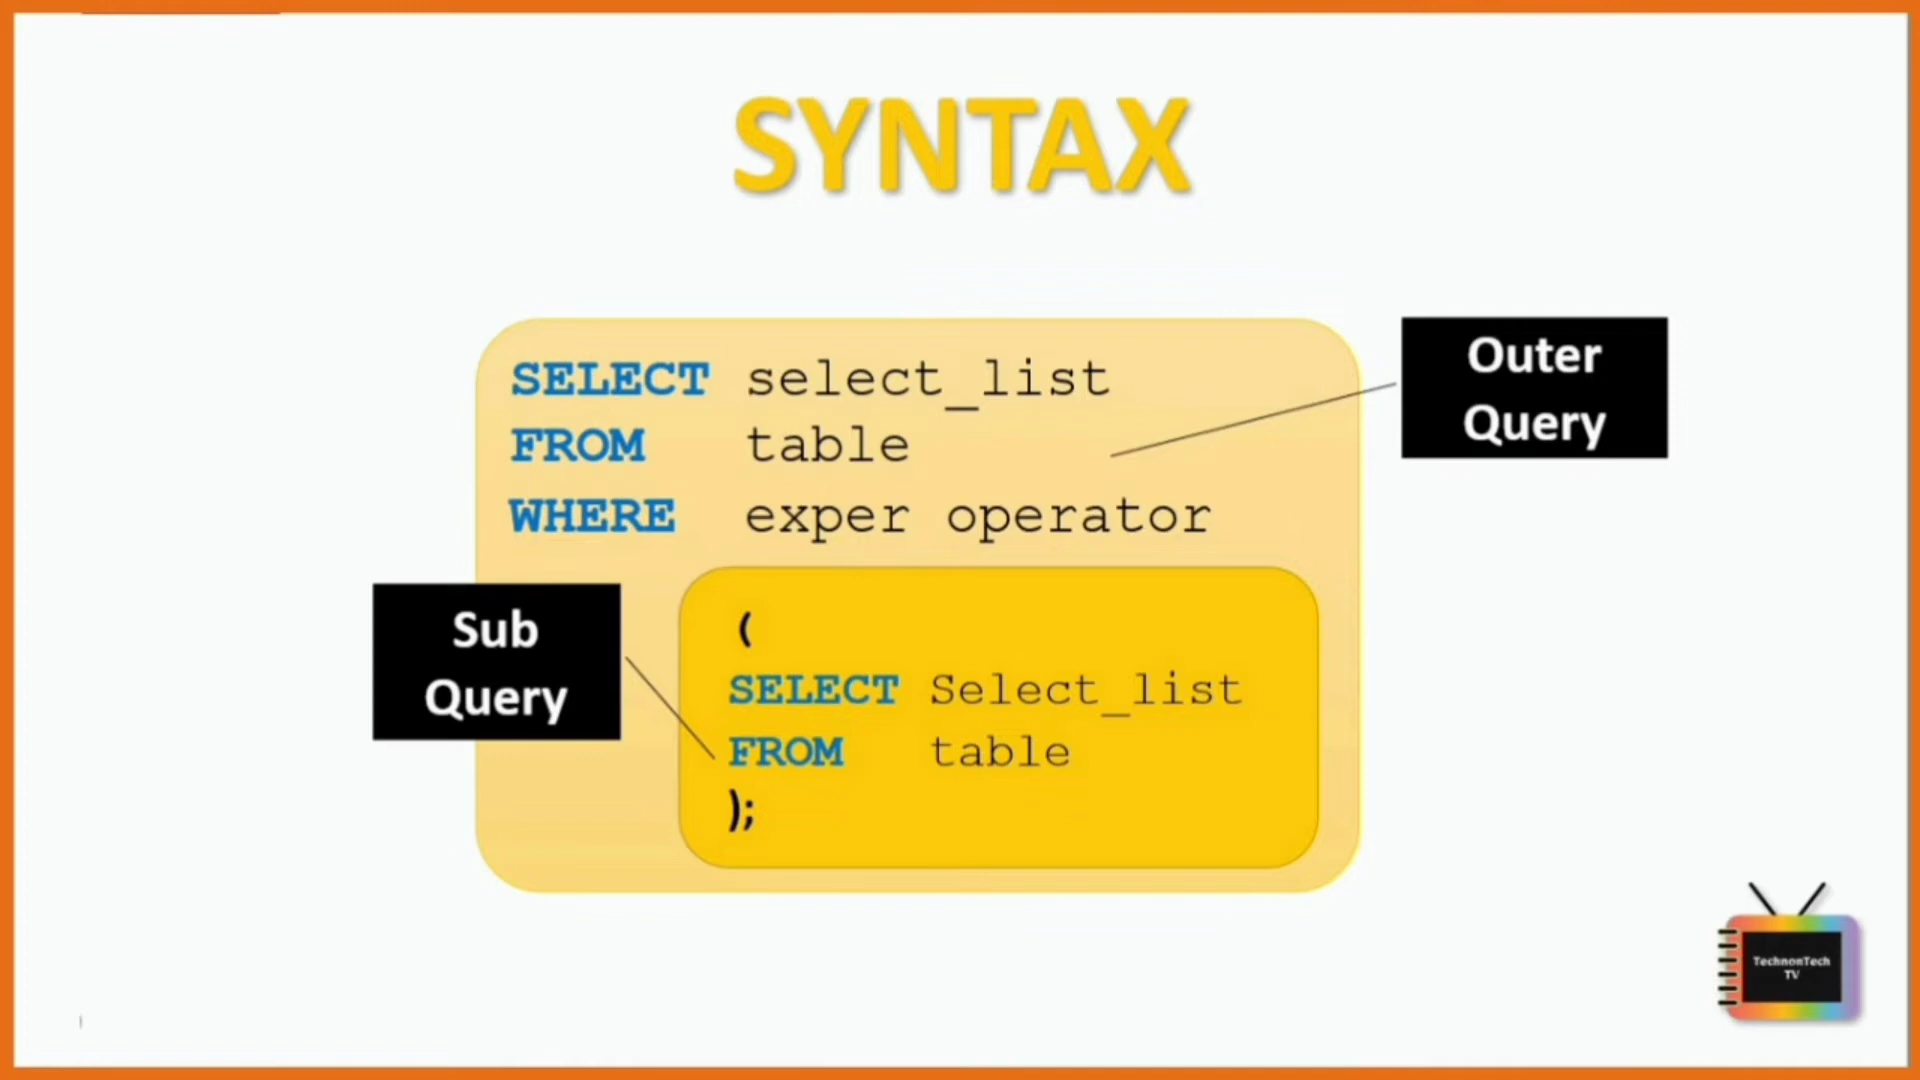 SYNTAX
SELECT select_list
FROM table
WHERE exper operator
(
SELECT Select_list
FROM table
);
Outer
Query
Sub
Query
TechnonTech
TV